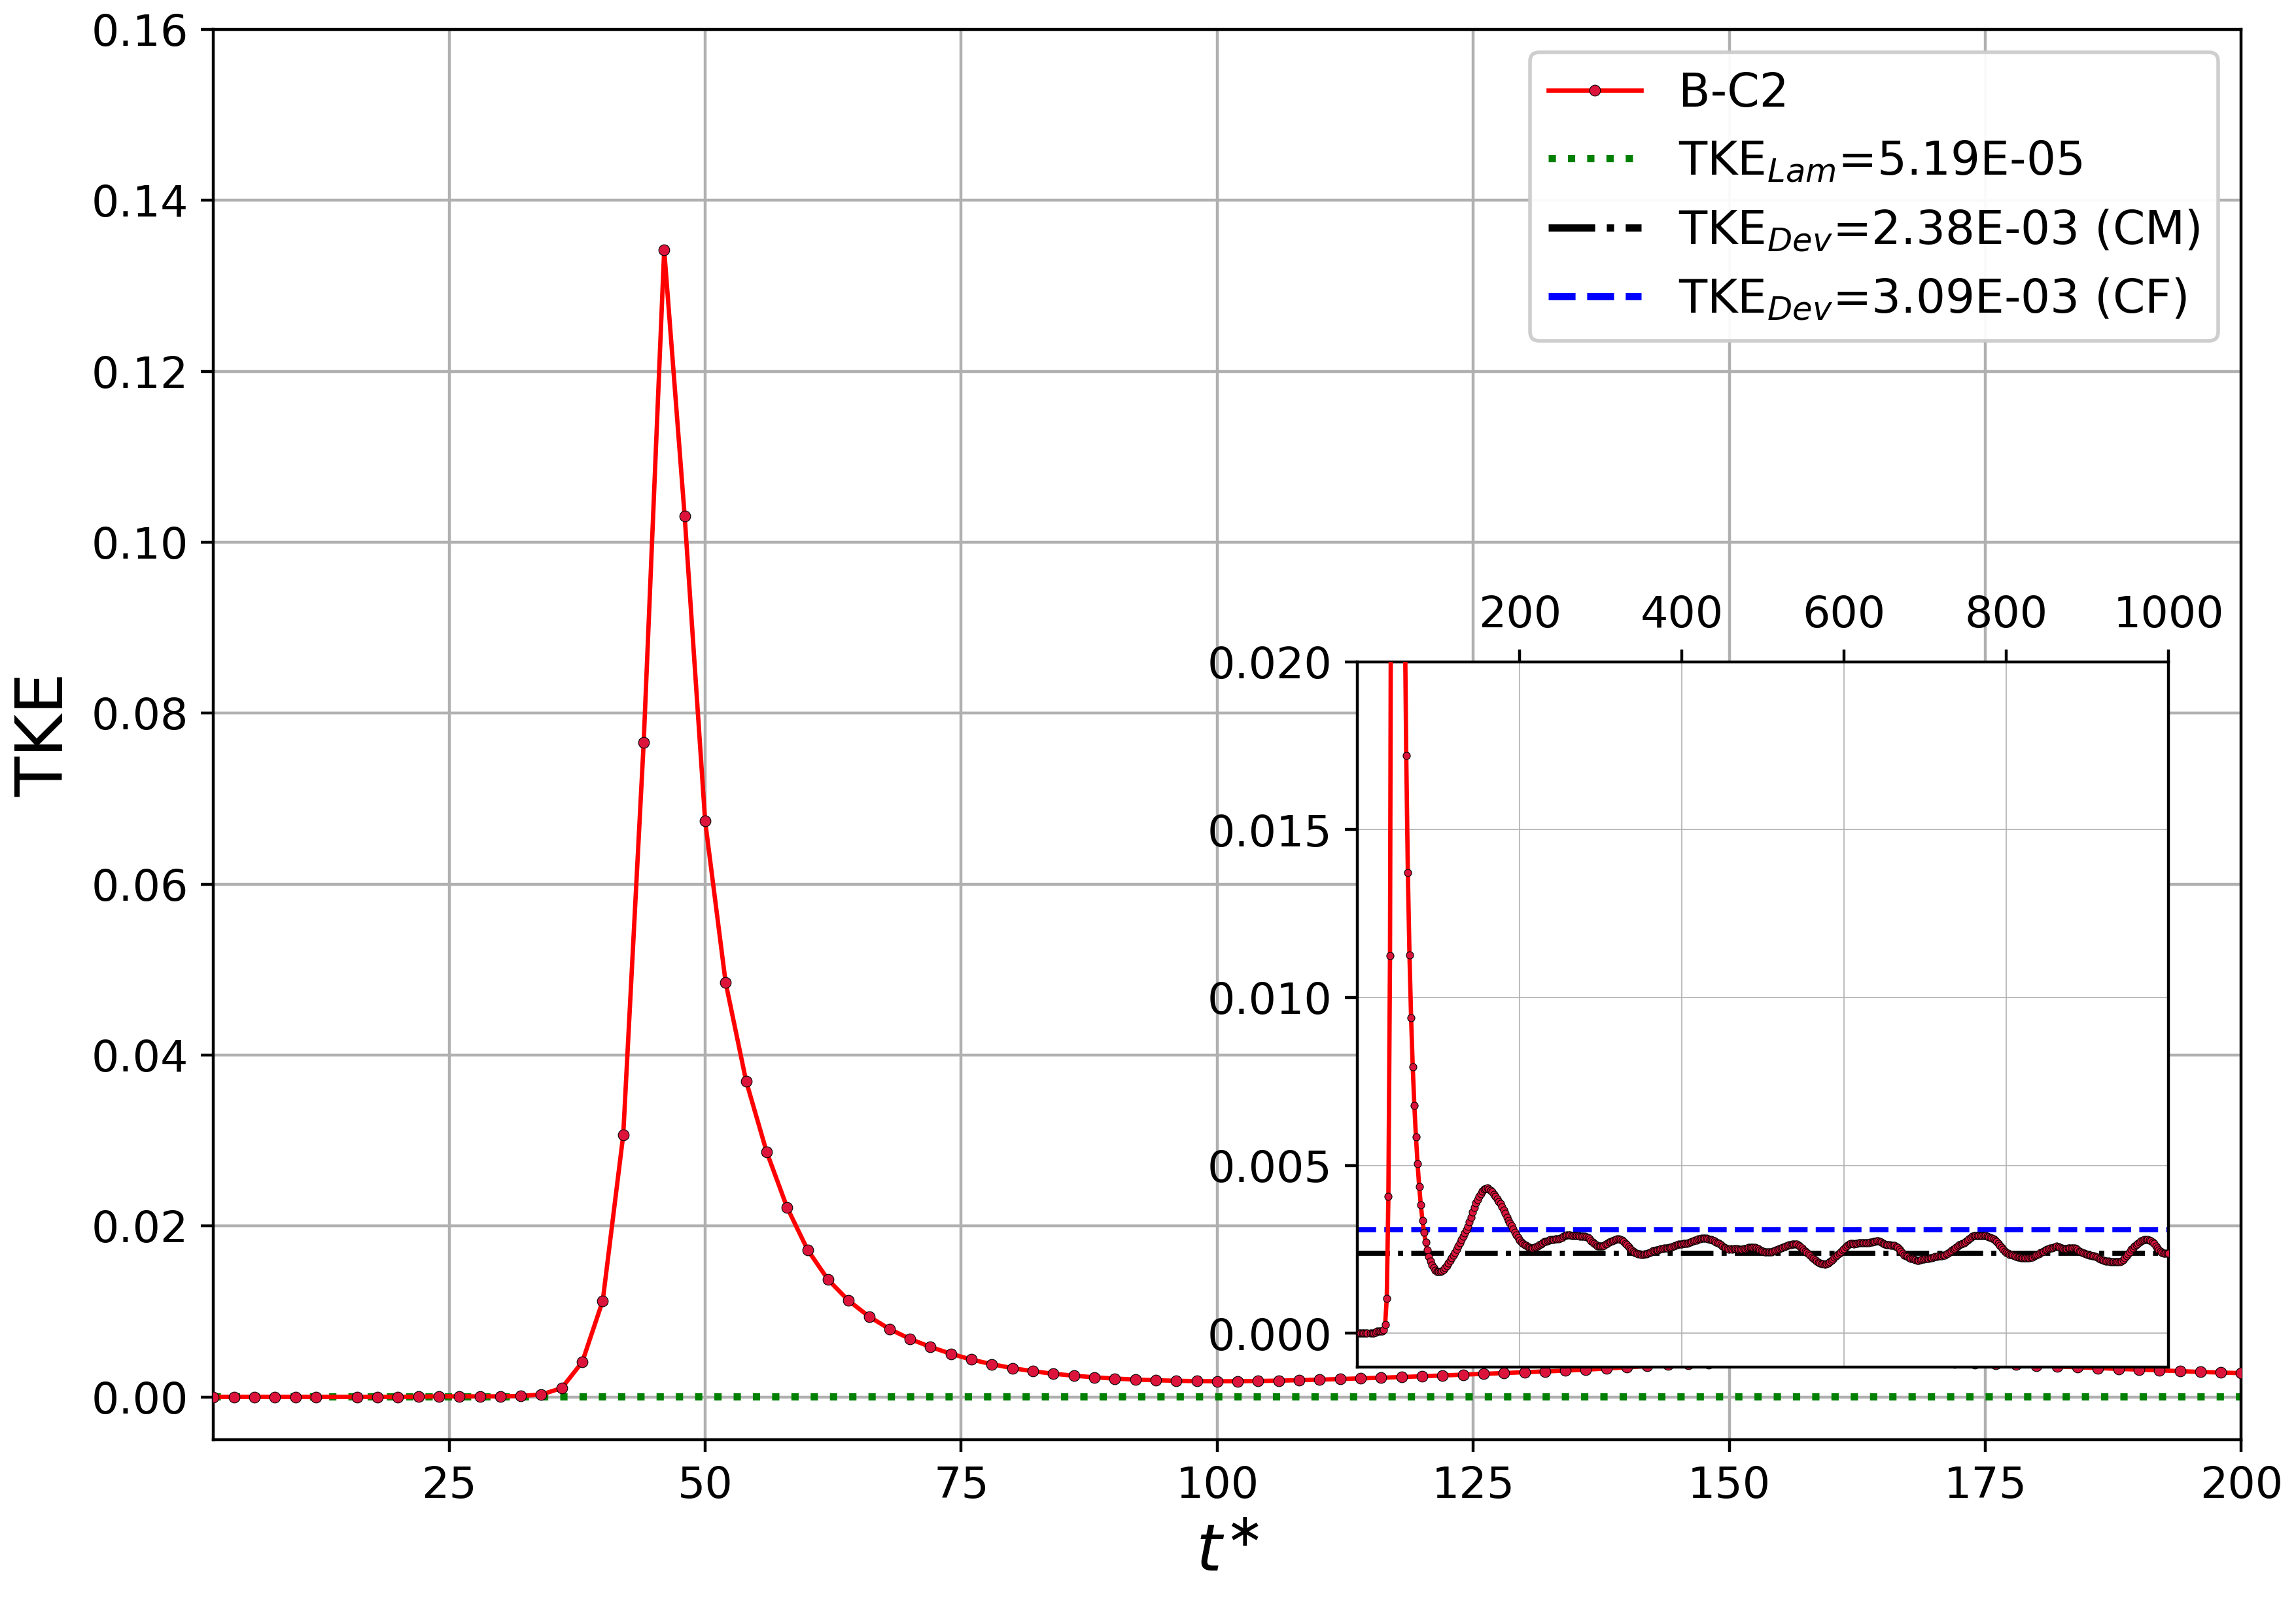 0.16
0.14
0.12
0.10
0.08
0.06
0.04
0.02
0.00
TKE
25 50 75 100 125 150 175 200
t*
B-C2
TKE_Lam=5.19E-05
TKE_Dev=2.38E-03 (CM)
TKE_Dev=3.09E-03 (CF)
200 400 600 800 1000
0.020
0.015
0.010
0.005
0.000